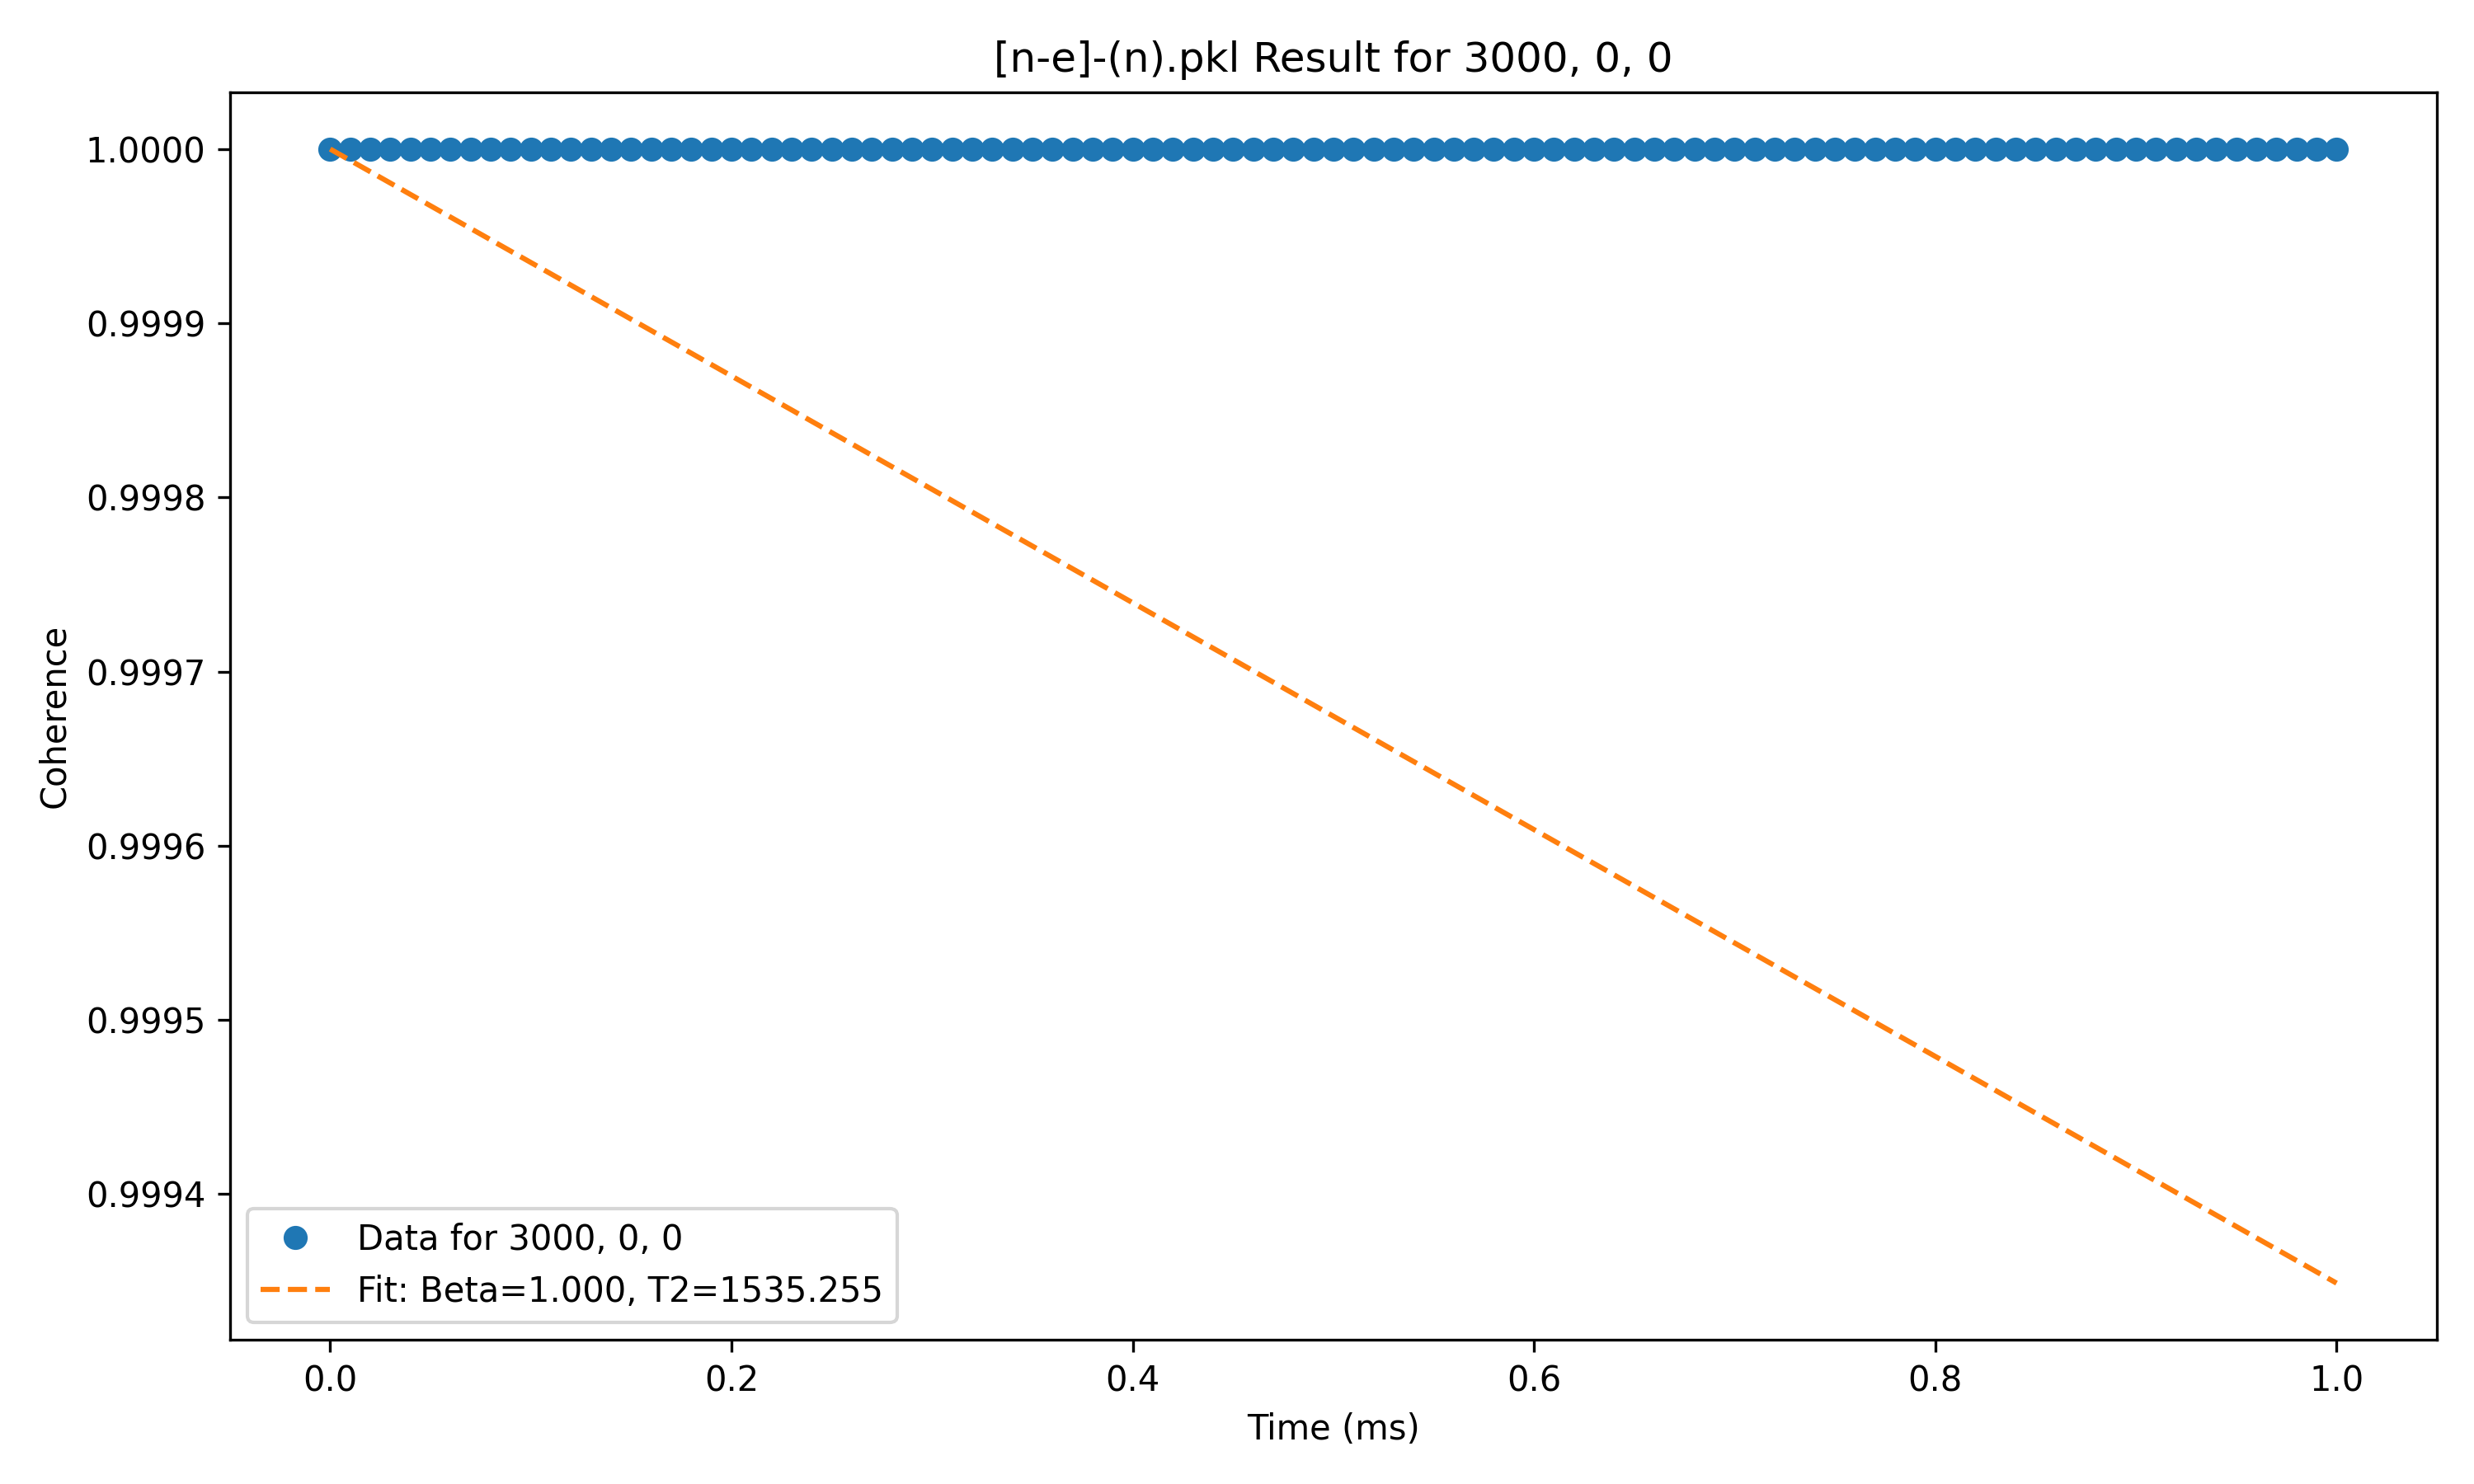 [n-e]-(n).pkl Result for 3000, 0, 0
Coherence
1.0000
0.9999
0.9998
0.9997
0.9996
0.9995
0.9994
Data for 3000, 0, 0
Fit: Beta=1.000, T2=1535.255
0.0
0.2
0.4
0.6
0.8
1.0
Time (ms)